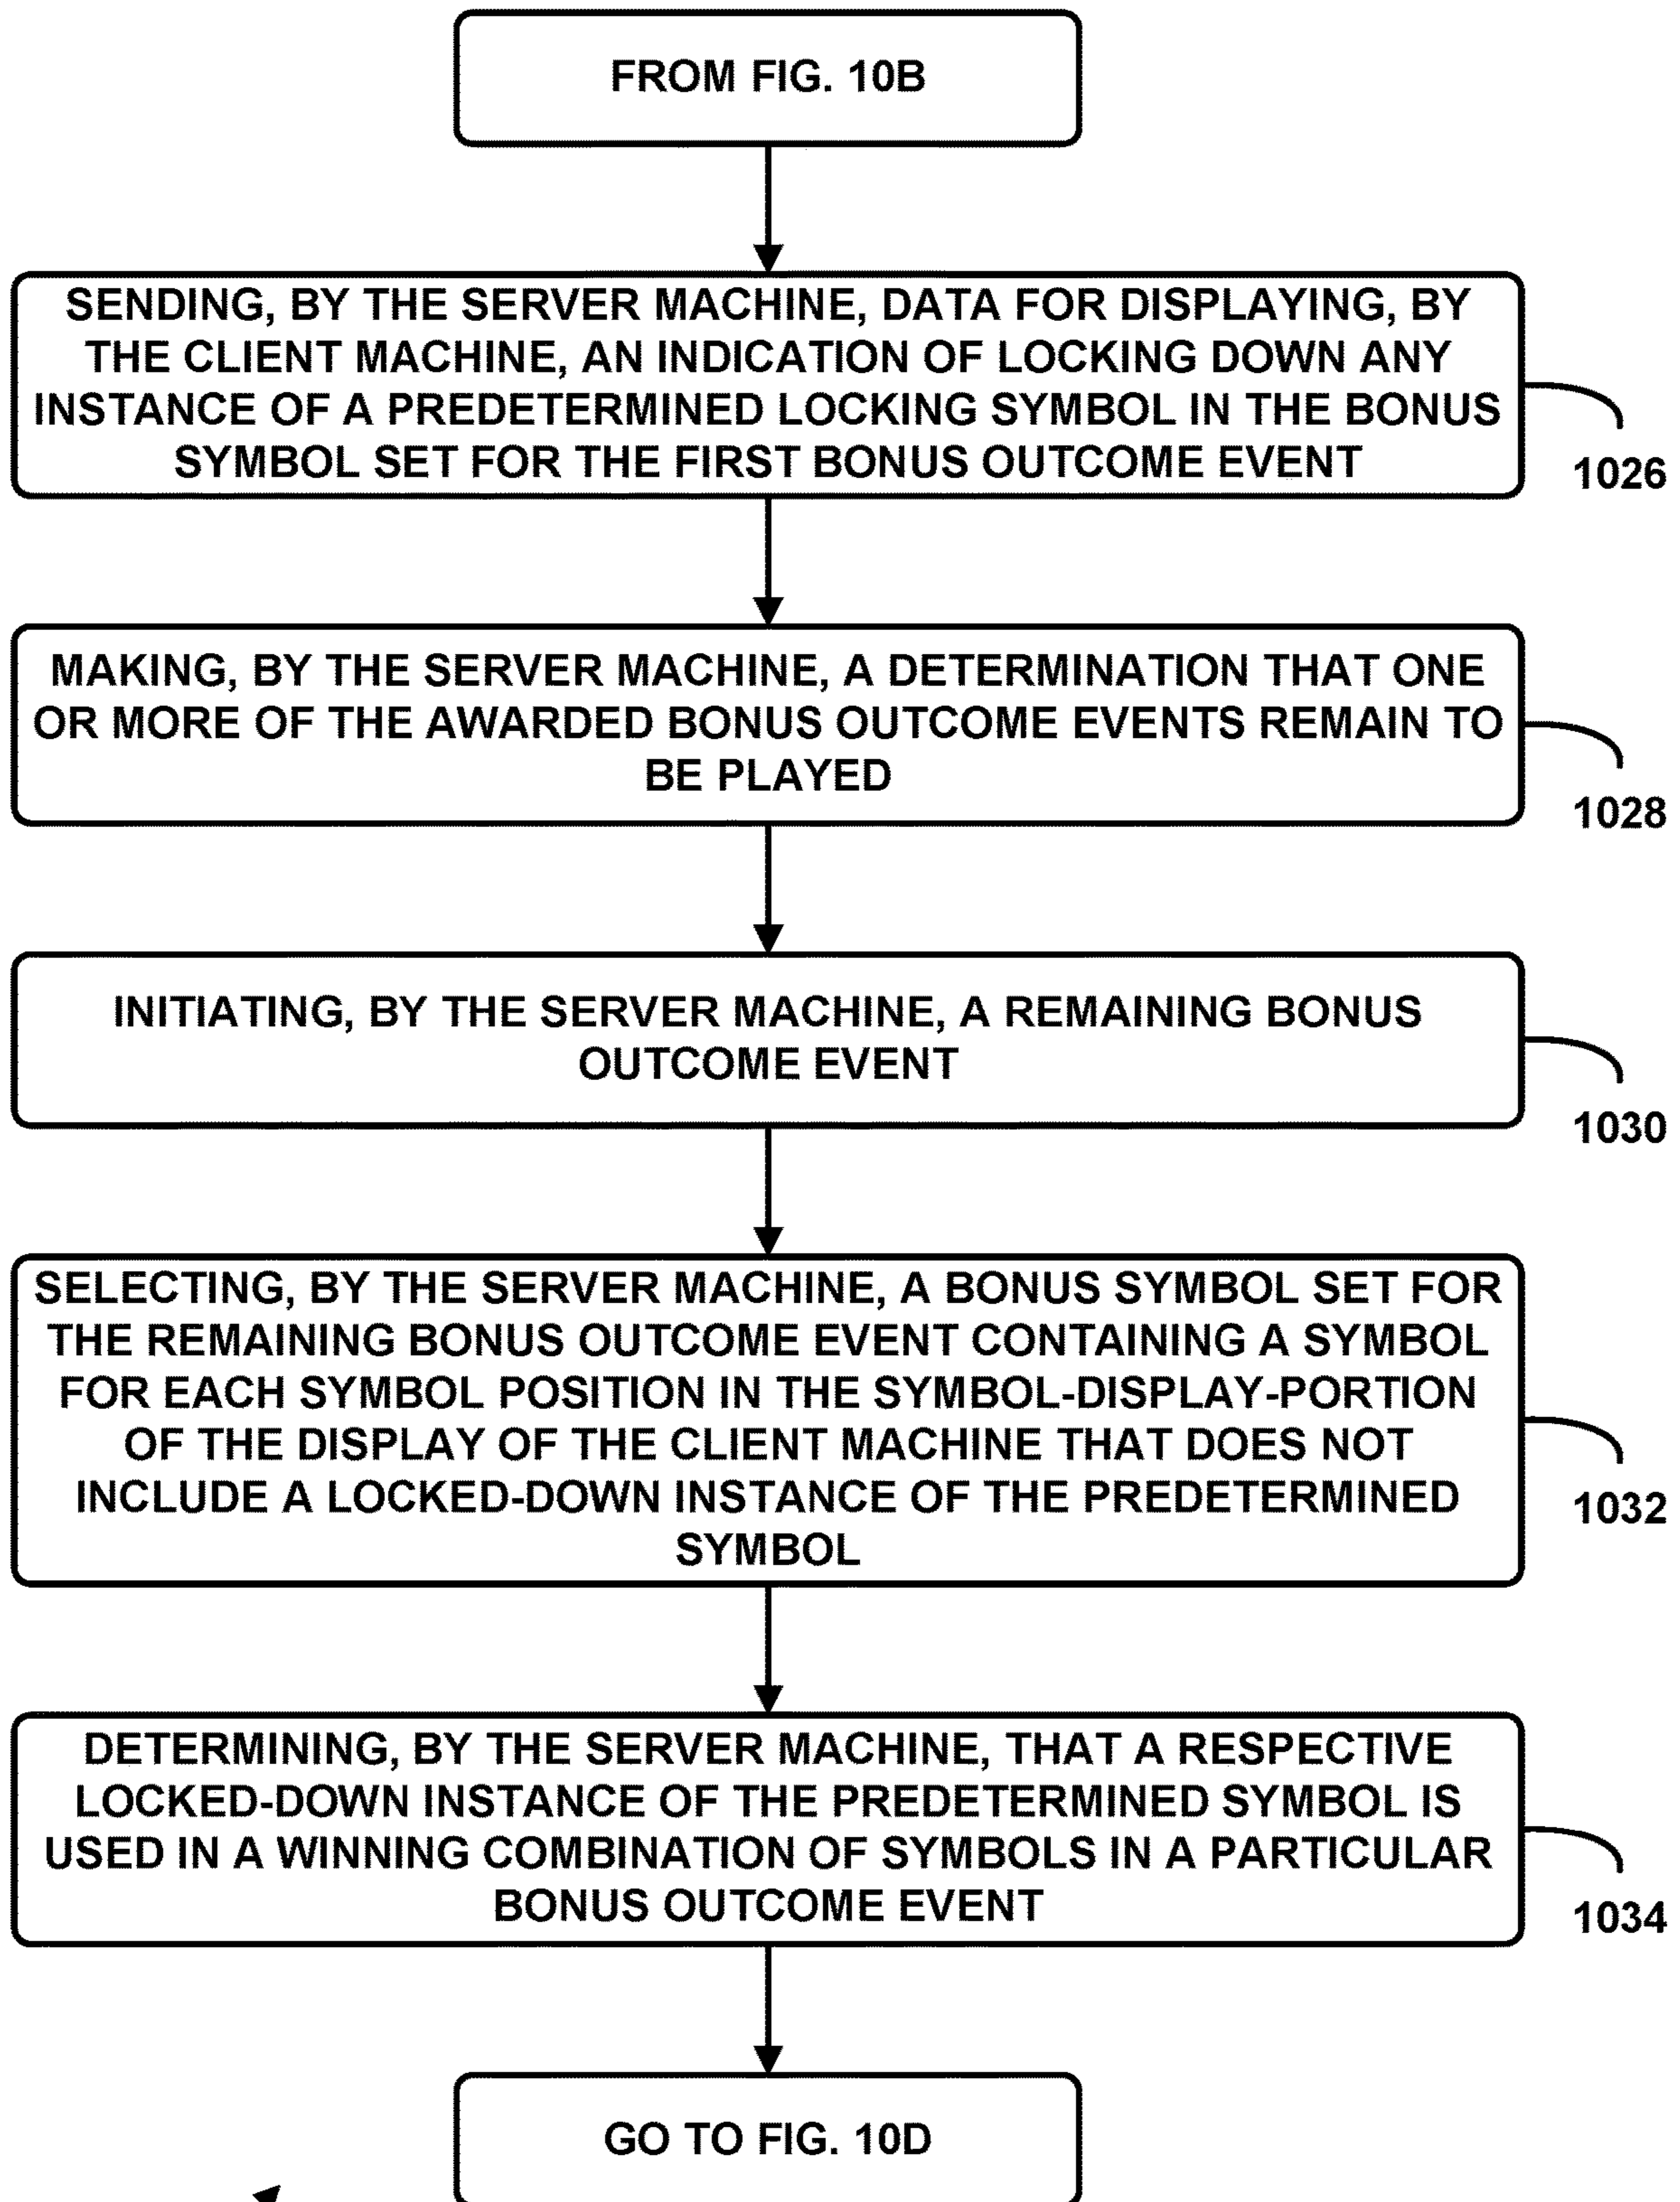 FROM FIG. 10B
SENDING, BY THE SERVER MACHINE, DATA FOR DISPLAYING, BY
THE CLIENT MACHINE, AN INDICATION OF LOCKING DOWN ANY
INSTANCE OF A PREDETERMINED LOCKING SYMBOL IN THE BONUS
SYMBOL SET FOR THE FIRST BONUS OUTCOME EVENT
1026
MAKING, BY THE SERVER MACHINE, A DETERMINATION THAT ONE
OR MORE OF THE AWARDED BONUS OUTCOME EVENTS REMAIN TO
BE PLAYED
1028
INITIATING, BY THE SERVER MACHINE, A REMAINING BONUS
OUTCOME EVENT
1030
SELECTING, BY THE SERVER MACHINE, A BONUS SYMBOL SET FOR
THE REMAINING BONUS OUTCOME EVENT CONTAINING A SYMBOL
FOR EACH SYMBOL POSITION IN THE SYMBOL-DISPLAY-PORTION
OF THE DISPLAY OF THE CLIENT MACHINE THAT DOES NOT
INCLUDE A LOCKED-DOWN INSTANCE OF THE PREDETERMINED
SYMBOL
1032
DETERMINING, BY THE SERVER MACHINE, THAT A RESPECTIVE
LOCKED-DOWN INSTANCE OF THE PREDETERMINED SYMBOL IS
USED IN A WINNING COMBINATION OF SYMBOLS IN A PARTICULAR
BONUS OUTCOME EVENT
1034
GO TO FIG. 10D